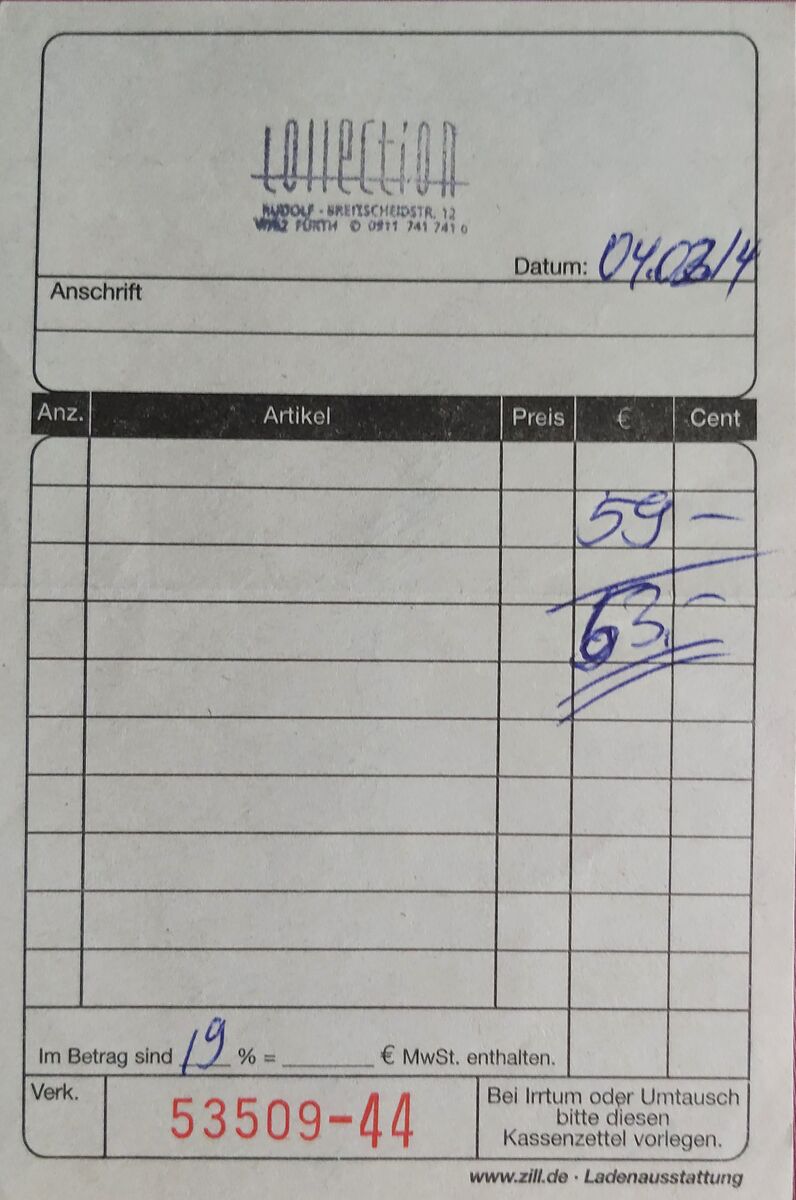 collection
RUDOLF - BREITSCHEIDSTR. 12
FÜRTH ✆ 0911 741 741 0
Datum: 04.03.14
Anschrift
Anz. Artikel Preis € Cent
59 –
63. –
Im Betrag sind 19 % = ______ € MwSt. enthalten.
Verk.
53509-44
Bei Irrtum oder Umtausch
bitte diesen
Kassenzettel vorlegen.
www.zill.de · Ladenausstattung